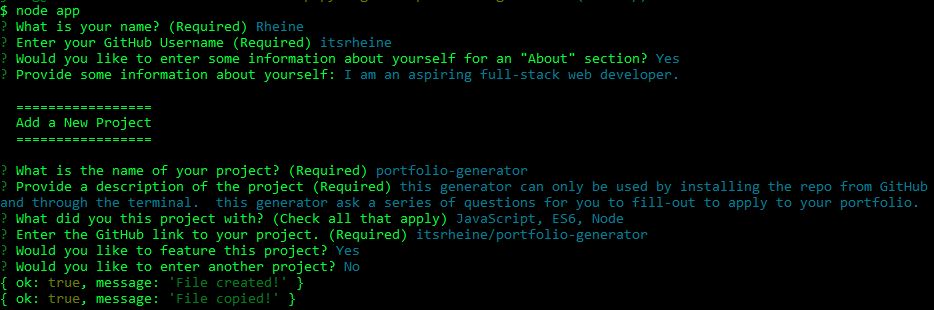 $ node app
? What is your name? (Required) Rheine
? Enter your GitHub Username (Required) itsrheine
? Would you like to enter some information about yourself for an "About" section? Yes
? Provide some information about yourself: I am an aspiring full-stack web developer.
=================
Add a New Project
=================
? What is the name of your project? (Required) portfolio-generator
? Provide a description of the project (Required) this generator can only be used by installing the repo from GitHub
and through the terminal.  this generator ask a series of questions for you to fill-out to apply to your portfolio.
? What did you this project with? (Check all that apply) JavaScript, ES6, Node
? Enter the GitHub link to your project. (Required) itsrheine/portfolio-generator
? Would you like to feature this project? Yes
? Would you like to enter another project? No
{ ok: true, message: 'File created!' }
{ ok: true, message: 'File copied!' }